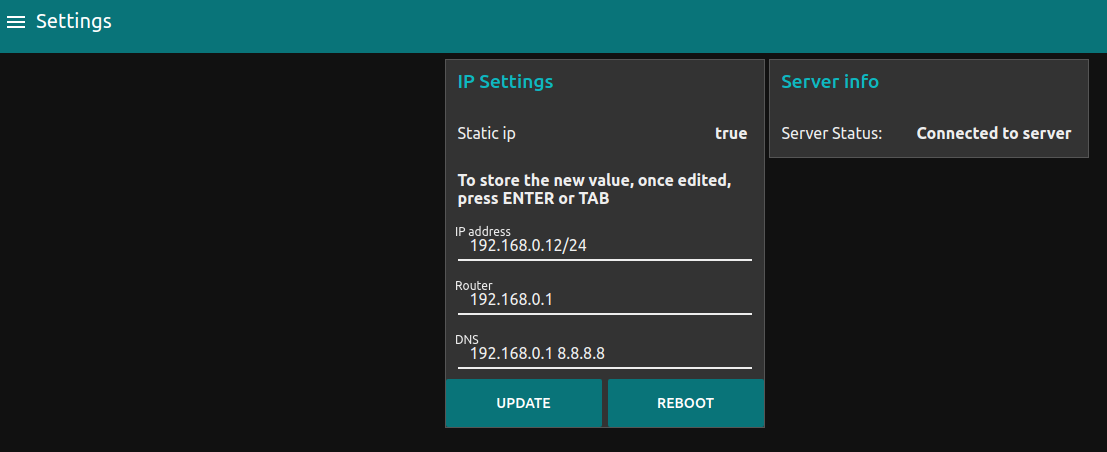 Settings
IP Settings
Static ip true
To store the new value, once edited,
press ENTER or TAB
IP address
192.168.0.12/24
Router
192.168.0.1
DNS
192.168.0.1 8.8.8.8
UPDATE REBOOT
Server info
Server Status: Connected to server